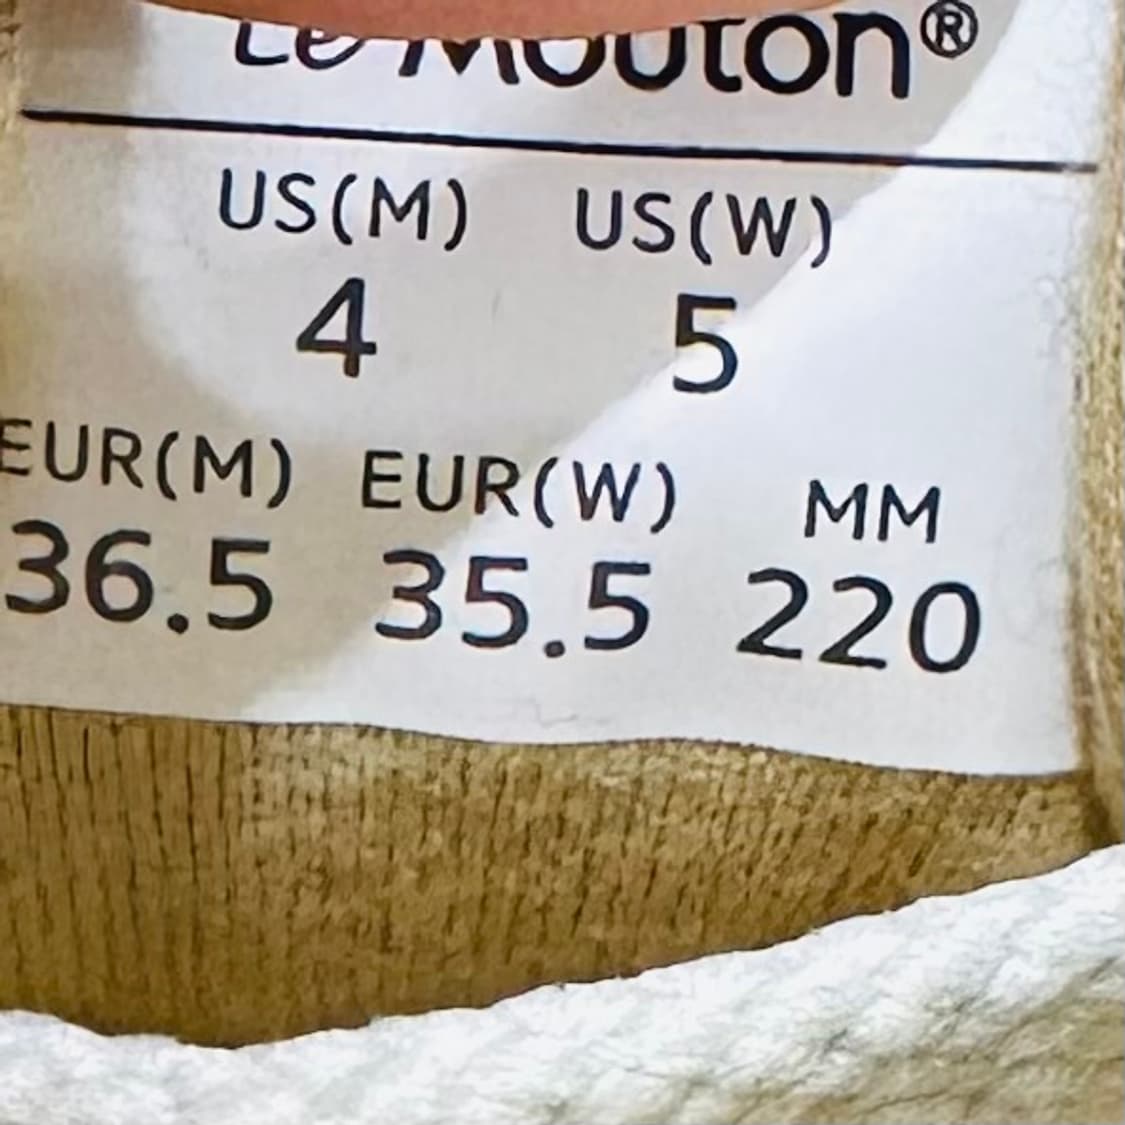 Le Mouton®
US(M) US(W)
4 5
EUR(M) EUR(W) MM
36.5 35.5 220